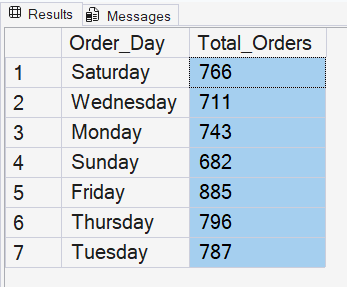 Results Messages
Order_Day Total_Orders
1 Saturday 766
2 Wednesday 711
3 Monday 743
4 Sunday 682
5 Friday 885
6 Thursday 796
7 Tuesday 787